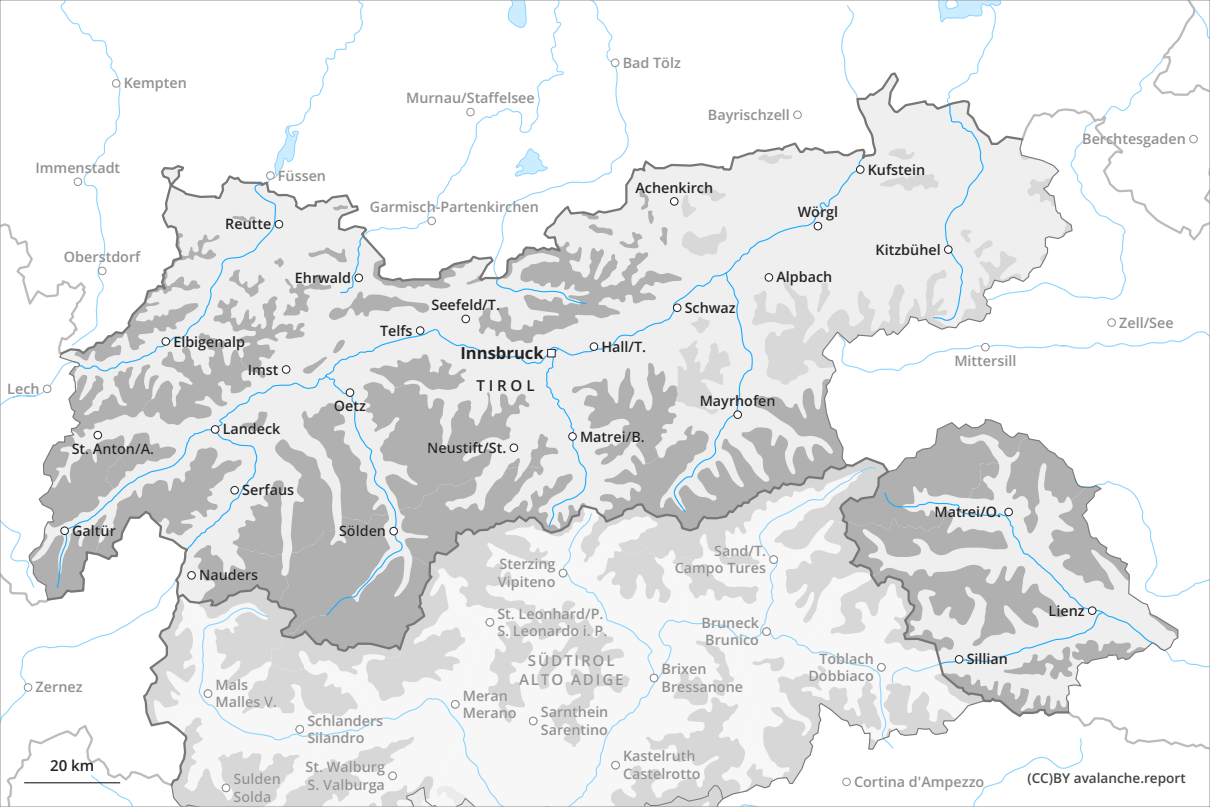 Bad Tölz
Kempten
Murnau/Staffelsee
Bayrischzell
Berchtesgaden
Immenstadt
Füssen
Kufstein
Achenkirch
Garmisch-Partenkirchen
Wörgl
Reutte
Kitzbühel
Oberstdorf
Ehrwald
Alpbach
Seefeld/T.
Schwaz
Zell/See
Telfs
Elbigenalp
Hall/T.
Innsbruck
Mittersill
Imst
TIROL
Lech
Mayrhofen
Oetz
Landeck
Matrei/B.
St. Anton/A.
Neustift/St.
Serfaus
Matrei/O.
Galtür
Sölden
Sand/T.
Campo Tures
Sterzing
Vipiteno
Nauders
Lienz
St. Leonhard/P.
S. Leonardo i. P.
Bruneck
Brunico
SÜDTIROL
ALTO ADIGE
Toblach
Dobbiaco
Sillian
Brixen
Bressanone
Zernez
Mals
Malles V.
Meran
Merano
Sarnthein
Sarentino
Schlanders
Silandro
Kastelruth
Castelrotto
20 km
St. Walburg
S. Valburga
Sulden
Solda
Cortina d'Ampezzo
(CC)BY avalanche.report